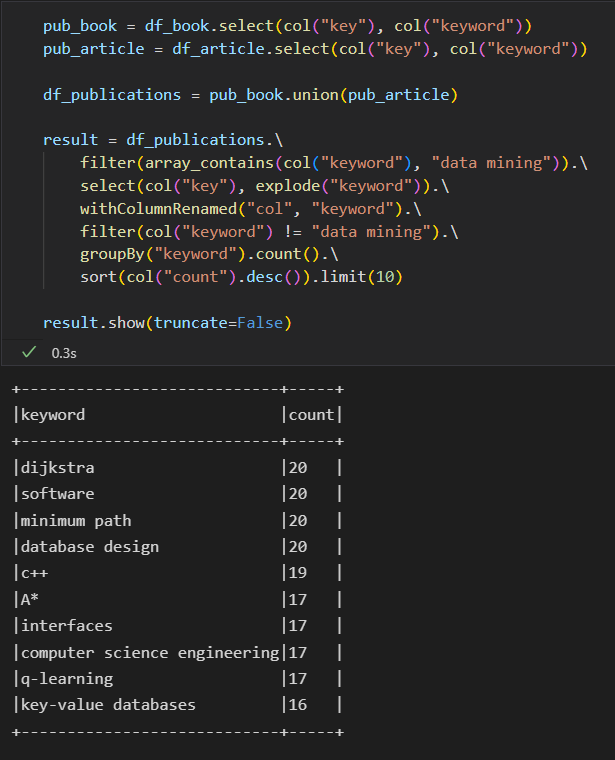 pub_book = df_book.select(col("key"), col("keyword"))
pub_article = df_article.select(col("key"), col("keyword"))
df_publications = pub_book.union(pub_article)
result = df_publications.\
    filter(array_contains(col("keyword"), "data mining")).\
    select(col("key"), explode("keyword")).\
    withColumnRenamed("col", "keyword").\
    filter(col("keyword") != "data mining").\
    groupBy("keyword").count().\
    sort(col("count").desc()).limit(10)
result.show(truncate=False)
✓ 0.3s
+----------------------------+-----+
|keyword                     |count|
+----------------------------+-----+
|dijkstra                    |20   |
|software                    |20   |
|minimum path                |20   |
|database design             |20   |
|c++                         |19   |
|A*                          |17   |
|interfaces                  |17   |
|computer science engineering|17   |
|q-learning                  |17   |
|key-value databases         |16   |
+----------------------------+-----+